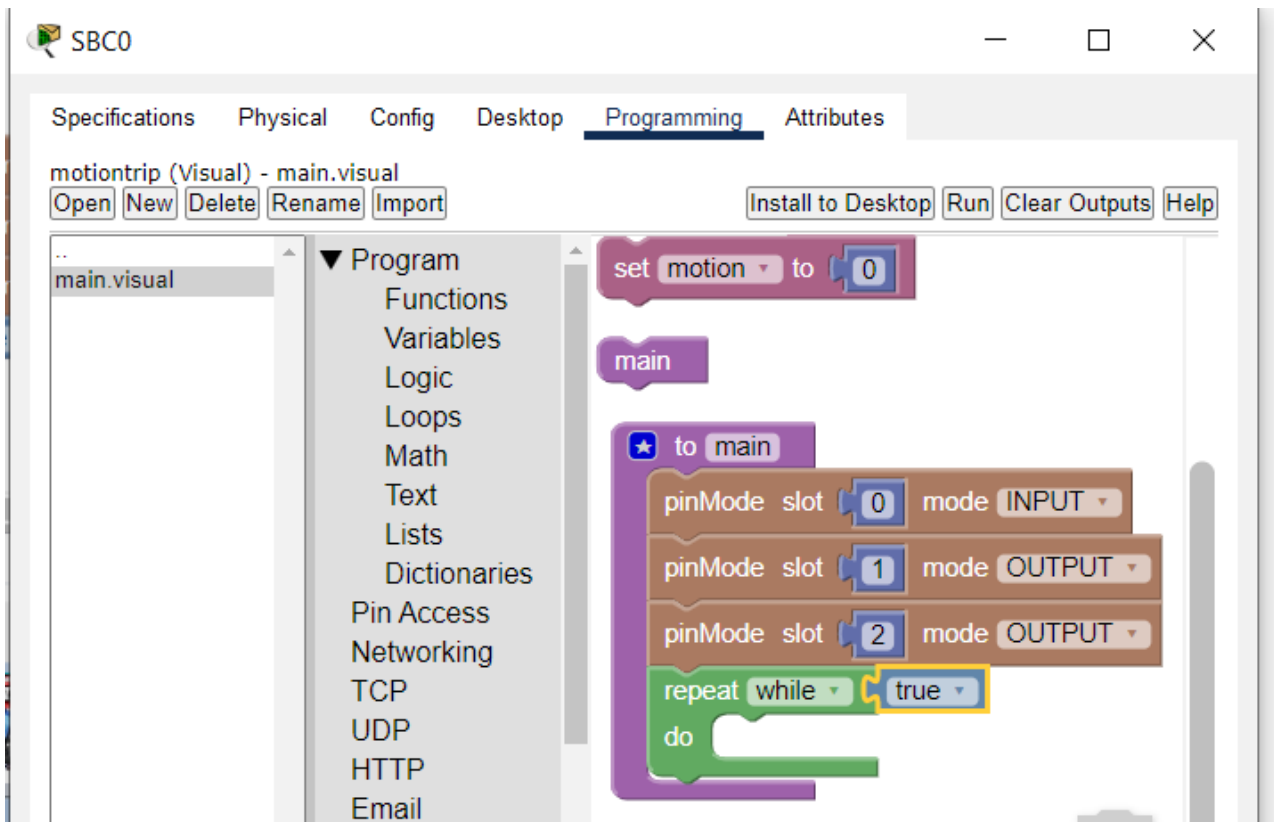 SBC0
Specifications Physical Config Desktop Programming Attributes
motiontrip (Visual) - main.visual
Open New Delete Rename Import Install to Desktop Run Clear Outputs Help
..
main.visual
Program
Functions
Variables
Logic
Loops
Math
Text
Lists
Dictionaries
Pin Access
Networking
TCP
UDP
HTTP
Email
set motion to 0
main
to main
pinMode slot 0 mode INPUT
pinMode slot 1 mode OUTPUT
pinMode slot 2 mode OUTPUT
repeat while true
do